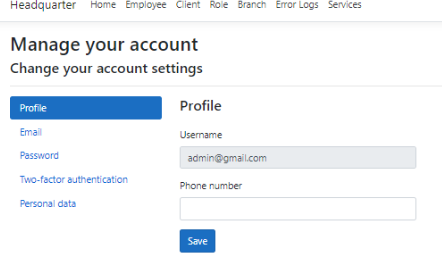 Headquarter Home Employee Client Role Branch Error Logs Services
Manage your account
Change your account settings
Profile
Email
Password
Two-factor authentication
Personal data
Profile
Username
admin@gmail.com
Phone number
Save